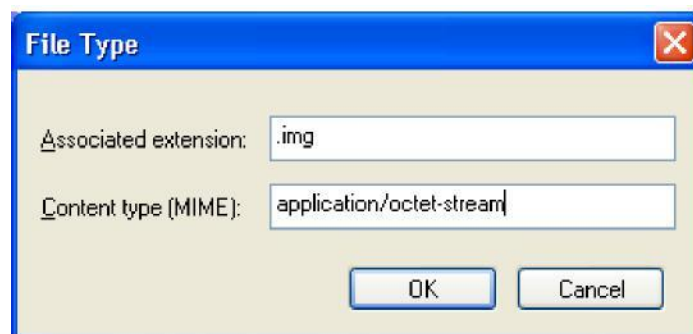 File Type
Associated extension: .img
Content type (MIME): application/octet-stream
OK Cancel